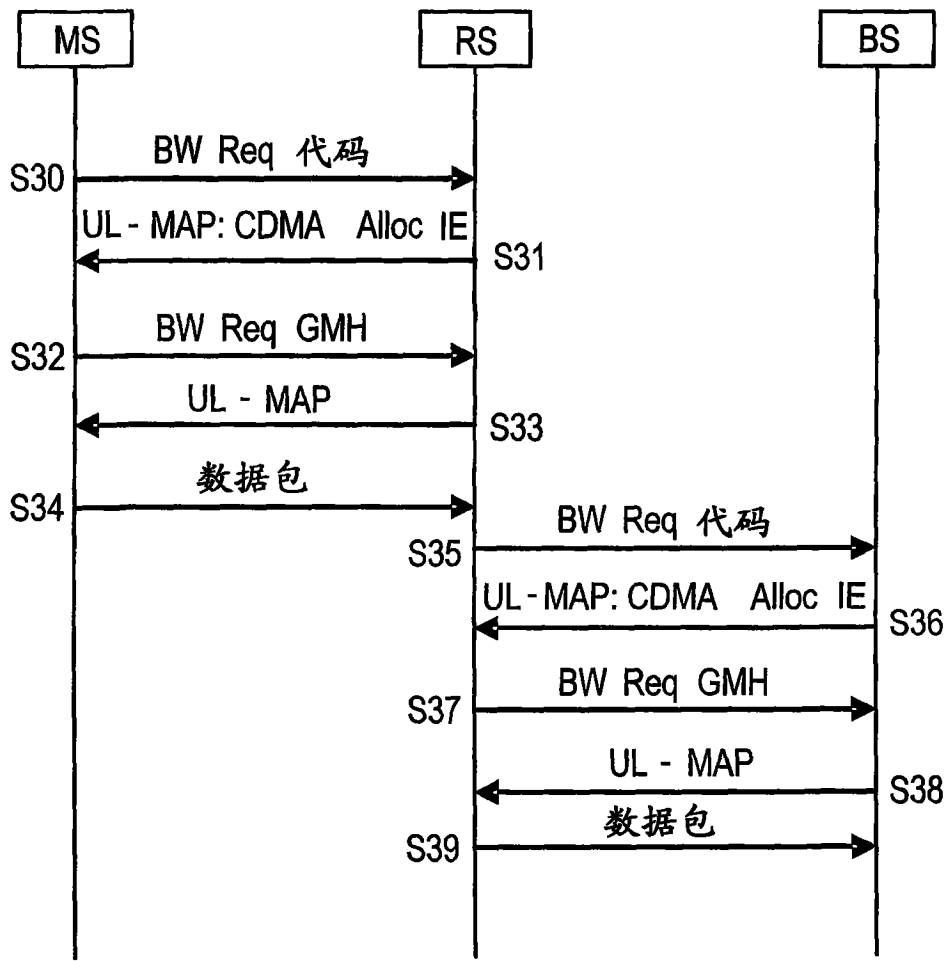 MS RS BS
BW Req 代码
S30
UL - MAP: CDMA Alloc IE
S31
BW Req GMH
S32
UL - MAP
S33
数据包
S34
BW Req 代码
S35
UL - MAP: CDMA Alloc IE
S36
BW Req GMH
S37
UL - MAP
S38
数据包
S39